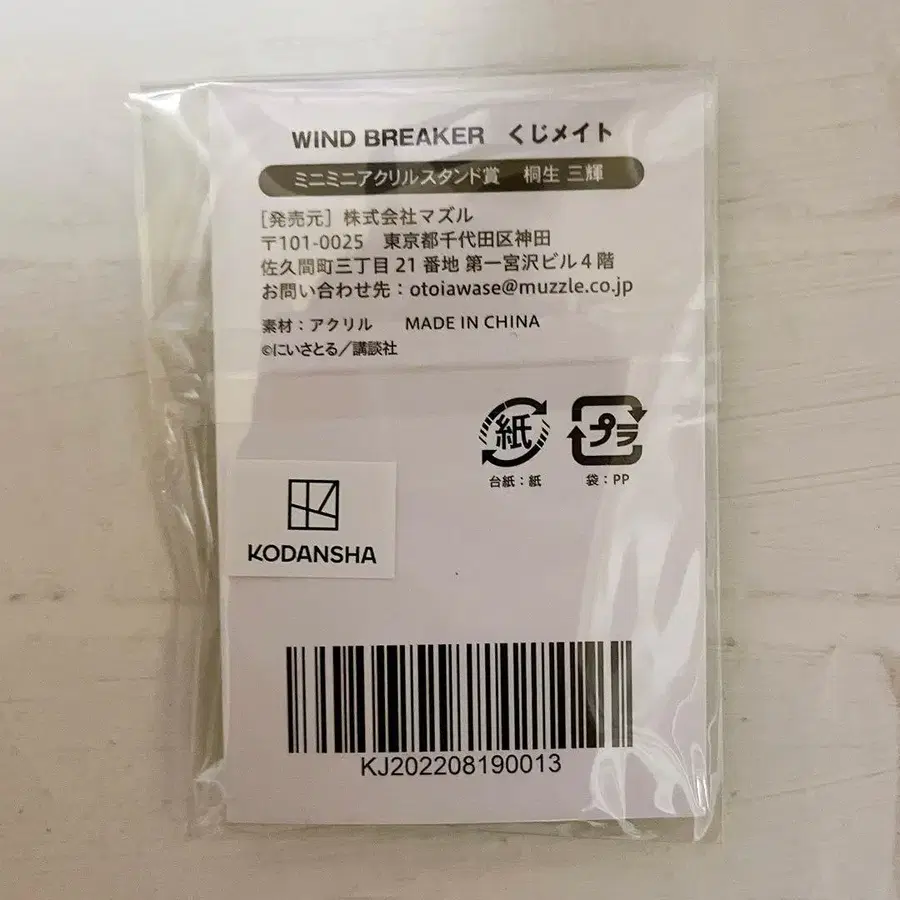 WIND BREAKER くじメイト
ミニミニアクリルスタンド賞 桐生 三輝
[発売元] 株式会社マズル
〒101-0025 東京都千代田区神田
佐久間町三丁目21番地 第一宮沢ビル4階
お問い合わせ先：otoiawase@muzzle.co.jp
素材：アクリル MADE IN CHINA
©にいさとる／講談社
紙 プラ
台紙：紙 袋：PP
KODANSHA
KJ202208190013